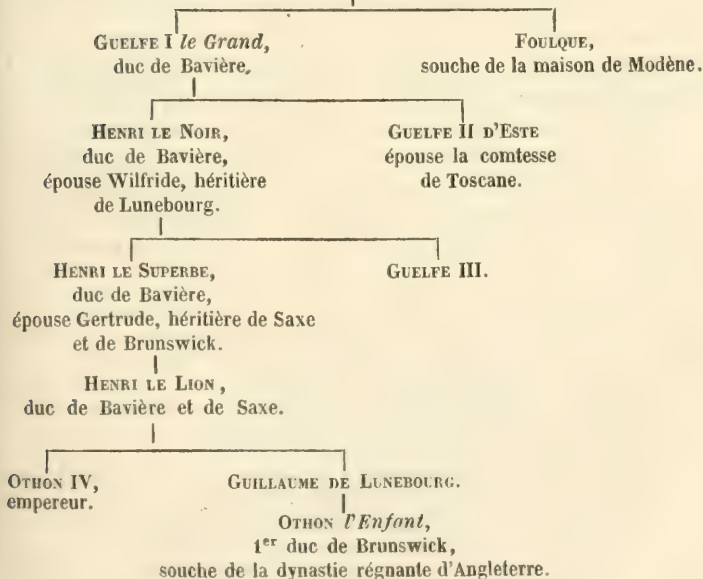 GUELFE I le Grand,
duc de Bavière.
FOULQUE,
souche de la maison de Modène.
HENRI LE NOIR,
duc de Bavière,
épouse Wilfride, héritière
de Lunebourg.
GUELFE II D'ESTE
épouse la comtesse
de Toscane.
HENRI LE SUPERBE,
duc de Bavière,
épouse Gertrude, héritière de Saxe
et de Brunswick.
GUELFE III.
HENRI LE LION,
duc de Bavière et de Saxe.
OTHON IV,
empereur.
GUILLAUME DE LUNEBOURG.
OTHON l'Enfant,
1er duc de Brunswick,
souche de la dynastie régnante d'Angleterre.